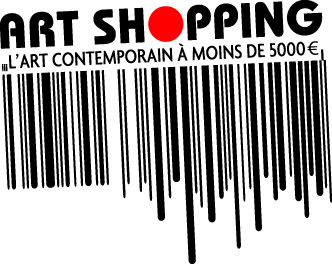 ART SHOPPING
L'ART CONTEMPORAIN À MOINS DE 5000€